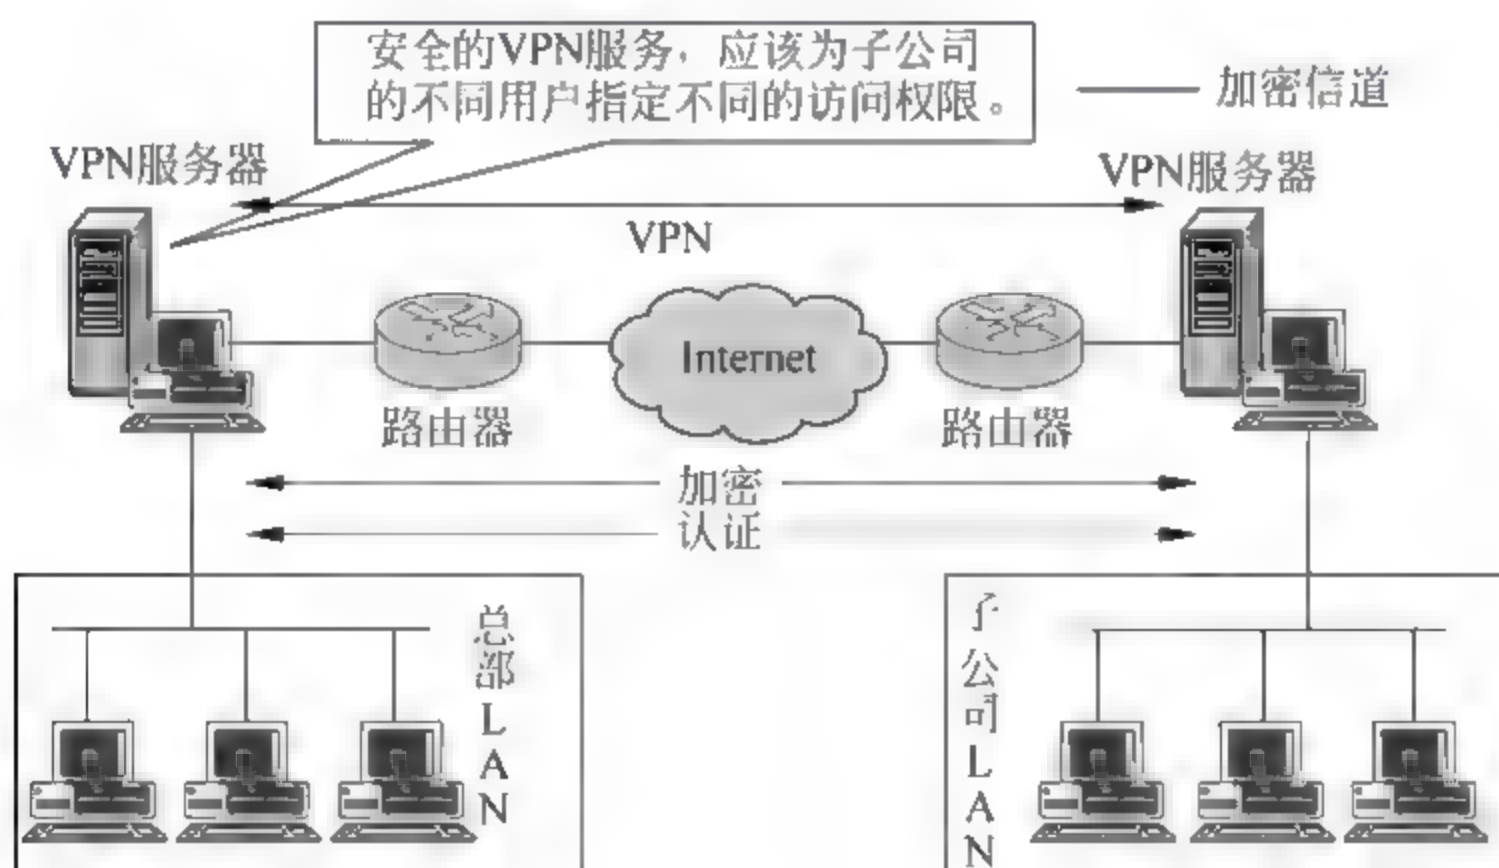 安全的VPN服务,应该为子公司
的不同用户指定不同的访问权限。
加密信道
VPN服务器
VPN服务器
VPN
Internet
路由器
路由器
加密
认证
总部LAN
子公司LAN